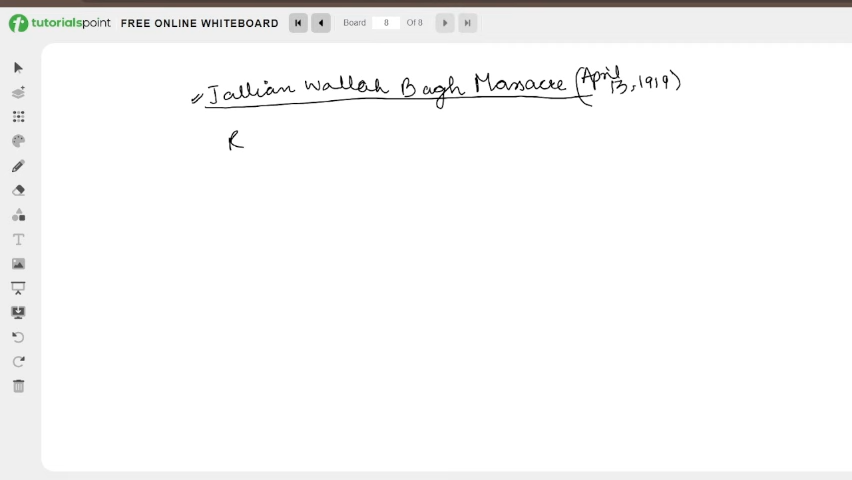 tutorialspoint FREE ONLINE WHITEBOARD Board 8 Of 8
Jallian Wallah Bagh Massacre (April 13, 1919)
R
T